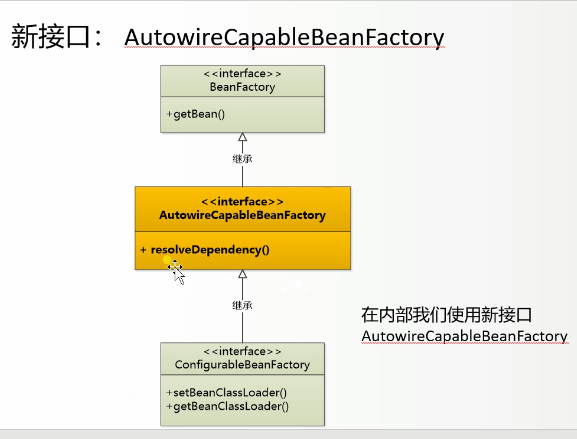 新接口： AutowireCapableBeanFactory
<<interface>>
BeanFactory
+getBean()
继承
<<interface>>
AutowireCapableBeanFactory
+ resolveDependency()
继承
在内部我们使用新接口
AutowireCapableBeanFactory
<<interface>>
ConfigurableBeanFactory
+setBeanClassLoader()
+getBeanClassLoader()